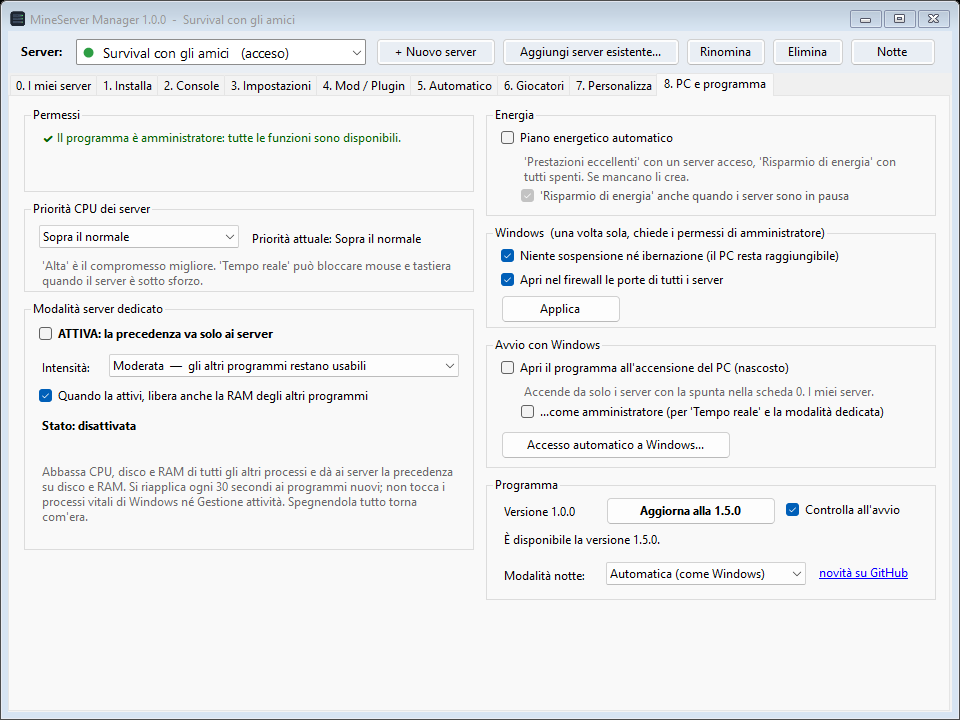 MineServer Manager 1.0.0 - Survival con gli amici
Server:
Survival con gli amici (acceso)
+ Nuovo server
Aggiungi server esistente...
Rinomina
Elimina
Notte
0. I miei server
1. Installa
2. Console
3. Impostazioni
4. Mod / Plugin
5. Automatico
6. Giocatori
7. Personalizza
8. PC e programma
Permessi
✔ Il programma è amministratore: tutte le funzioni sono disponibili.
Priorità CPU dei server
Sopra il normale
Priorità attuale: Sopra il normale
'Alta' è il compromesso migliore. 'Tempo reale' può bloccare mouse e tastiera
quando il server è sotto sforzo.
Modalità server dedicato
ATTIVA: la precedenza va solo ai server
Intensità:
Moderata — gli altri programmi restano usabili
Quando la attivi, libera anche la RAM degli altri programmi
Stato: disattivata
Abbassa CPU, disco e RAM di tutti gli altri processi e dà ai server la precedenza
su disco e RAM. Si riapplica ogni 30 secondi ai programmi nuovi; non tocca i
processi vitali di Windows né Gestione attività. Spegnendola tutto torna
com'era.
Energia
Piano energetico automatico
'Prestazioni eccellenti' con un server acceso, 'Risparmio di energia' con
tutti spenti. Se mancano li crea.
'Risparmio di energia' anche quando i server sono in pausa
Windows (una volta sola, chiede i permessi di amministratore)
Niente sospensione né ibernazione (il PC resta raggiungibile)
Apri nel firewall le porte di tutti i server
Applica
Avvio con Windows
Apri il programma all'accensione del PC (nascosto)
Accende da solo i server con la spunta nella scheda 0. I miei server.
...come amministratore (per 'Tempo reale' e la modalità dedicata)
Accesso automatico a Windows...
Programma
Versione 1.0.0
Aggiorna alla 1.5.0
Controlla all'avvio
È disponibile la versione 1.5.0.
Modalità notte:
Automatica (come Windows)
novità su GitHub